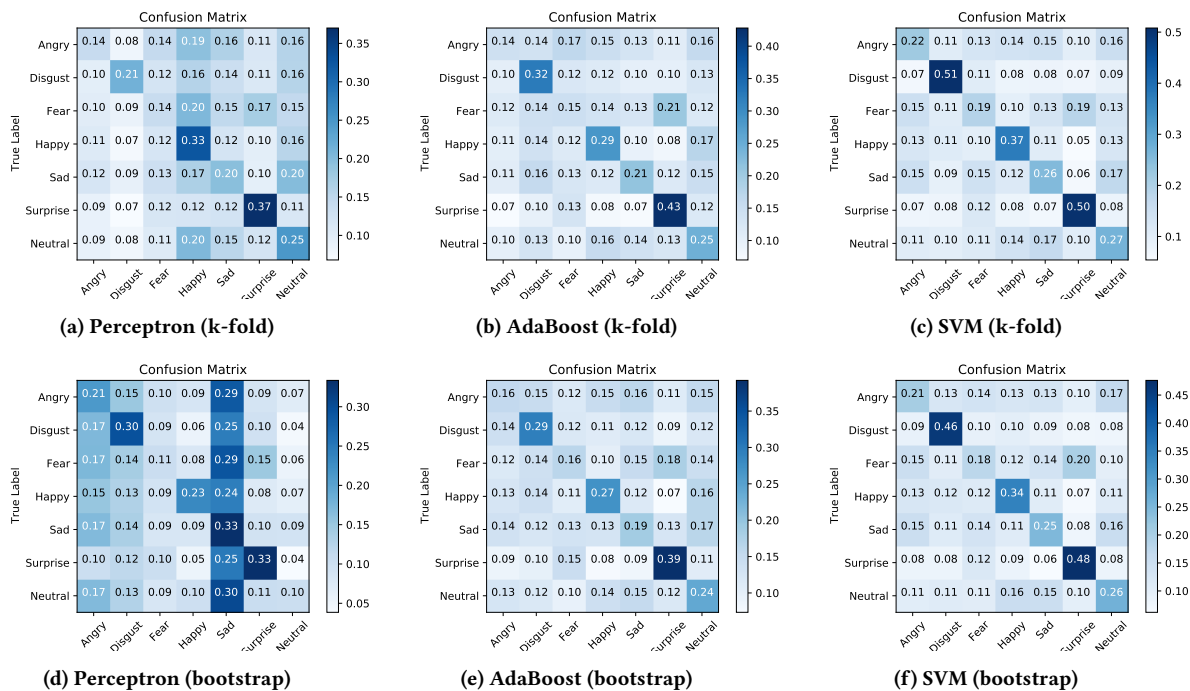 Confusion Matrix
Angry 0.14 0.08 0.14 0.19 0.16 0.11 0.16
Disgust 0.10 0.21 0.12 0.16 0.14 0.11 0.16
Fear 0.10 0.09 0.14 0.20 0.15 0.17 0.15
Happy 0.11 0.07 0.12 0.33 0.12 0.10 0.16
Sad 0.12 0.09 0.13 0.17 0.20 0.10 0.20
Surprise 0.09 0.07 0.12 0.12 0.12 0.37 0.11
Neutral 0.09 0.08 0.11 0.20 0.15 0.12 0.25
True Label
Angry Disgust Fear Happy Sad Surprise Neutral
0.35
0.30
0.25
0.20
0.15
0.10
(a) Perceptron (k-fold)
Confusion Matrix
Angry 0.14 0.14 0.17 0.15 0.13 0.11 0.16
Disgust 0.10 0.32 0.12 0.12 0.10 0.10 0.13
Fear 0.12 0.14 0.15 0.14 0.13 0.21 0.12
Happy 0.11 0.14 0.12 0.29 0.10 0.08 0.17
Sad 0.11 0.16 0.13 0.12 0.21 0.12 0.15
Surprise 0.07 0.10 0.13 0.08 0.07 0.43 0.12
Neutral 0.10 0.13 0.10 0.16 0.14 0.13 0.25
True Label
Angry Disgust Fear Happy Sad Surprise Neutral
0.40
0.35
0.30
0.25
0.20
0.15
0.10
(b) AdaBoost (k-fold)
Confusion Matrix
Angry 0.22 0.11 0.13 0.14 0.15 0.10 0.16
Disgust 0.07 0.51 0.11 0.08 0.08 0.07 0.09
Fear 0.15 0.11 0.19 0.10 0.13 0.19 0.13
Happy 0.13 0.11 0.10 0.37 0.11 0.05 0.13
Sad 0.15 0.09 0.15 0.12 0.26 0.06 0.17
Surprise 0.07 0.07 0.12 0.08 0.07 0.50 0.08
Neutral 0.11 0.10 0.11 0.14 0.17 0.10 0.27
True Label
Angry Disgust Fear Happy Sad Surprise Neutral
0.5
0.4
0.3
0.2
0.1
(c) SVM (k-fold)
Confusion Matrix
Angry 0.21 0.15 0.10 0.09 0.29 0.09 0.07
Disgust 0.17 0.30 0.09 0.06 0.25 0.10 0.04
Fear 0.17 0.14 0.11 0.08 0.29 0.15 0.06
Happy 0.15 0.13 0.09 0.23 0.24 0.08 0.07
Sad 0.17 0.14 0.09 0.09 0.33 0.10 0.09
Surprise 0.10 0.12 0.10 0.05 0.25 0.33 0.04
Neutral 0.17 0.13 0.09 0.10 0.30 0.11 0.10
True Label
Angry Disgust Fear Happy Sad Surprise Neutral
0.30
0.25
0.20
0.15
0.10
0.05
(d) Perceptron (bootstrap)
Confusion Matrix
Angry 0.16 0.15 0.12 0.15 0.16 0.11 0.15
Disgust 0.14 0.29 0.12 0.11 0.12 0.09 0.12
Fear 0.12 0.14 0.16 0.10 0.15 0.18 0.14
Happy 0.13 0.14 0.11 0.27 0.12 0.07 0.16
Sad 0.14 0.12 0.13 0.13 0.19 0.13 0.17
Surprise 0.09 0.10 0.15 0.08 0.09 0.39 0.11
Neutral 0.13 0.12 0.10 0.14 0.15 0.12 0.24
True Label
Angry Disgust Fear Happy Sad Surprise Neutral
0.35
0.30
0.25
0.20
0.15
0.10
(e) AdaBoost (bootstrap)
Confusion Matrix
Angry 0.21 0.13 0.14 0.13 0.13 0.10 0.17
Disgust 0.09 0.46 0.11 0.09 0.09 0.08 0.08
Fear 0.15 0.11 0.18 0.12 0.14 0.20 0.10
Happy 0.13 0.12 0.12 0.34 0.11 0.07 0.11
Sad 0.15 0.11 0.14 0.11 0.25 0.08 0.16
Surprise 0.08 0.08 0.12 0.09 0.06 0.48 0.08
Neutral 0.11 0.11 0.11 0.16 0.15 0.10 0.26
True Label
Angry Disgust Fear Happy Sad Surprise Neutral
0.45
0.40
0.35
0.30
0.25
0.20
0.15
0.10
(f) SVM (bootstrap)